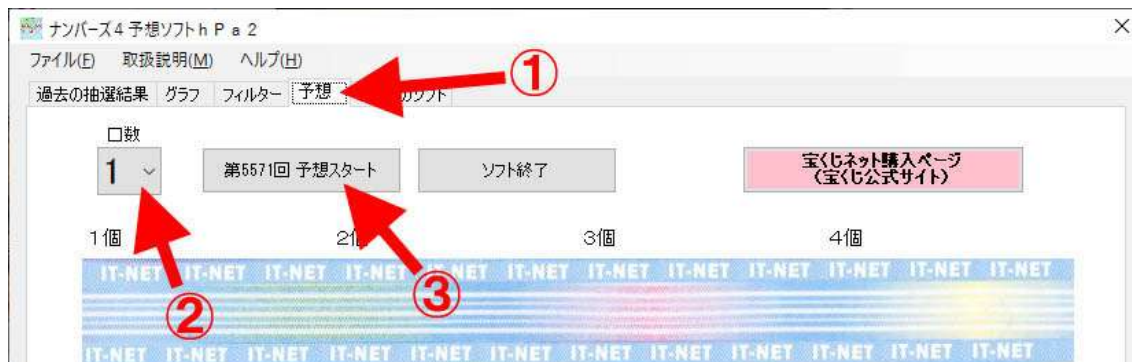 ナンバーズ4予想ソフトｈＰａ２
ファイル(F) 取扱説明(M) ヘルプ(H)
①
過去の抽選結果 グラフ フィルター 予想 ソフト
口数
1 第5571回 予想スタート ソフト終了 宝くじネット購入ページ
（宝くじ公式サイト）
1個 2個 3個 4個
IT-NET IT-NET IT-NET IT-NET IT-NET IT-NET IT-NET IT-NET IT-NET IT-NET IT-NET IT-NET
② ③
IT-NET IT-NET IT-NET IT-NET IT-NET IT-NET IT-NET IT-NET IT-NET IT-NET IT-NET IT-NET